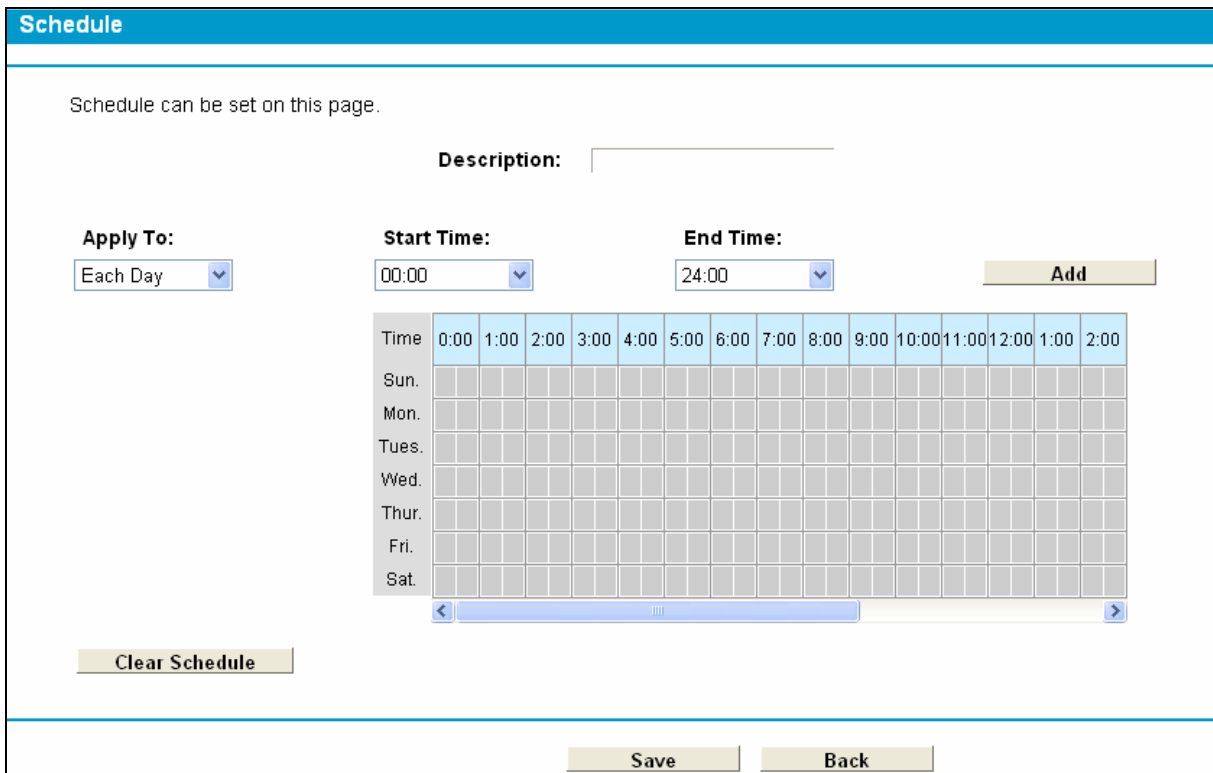 Schedule
Schedule can be set on this page.
Description:
Apply To: Start Time: End Time:
Each Day 00:00 24:00 Add
Time 0:00 1:00 2:00 3:00 4:00 5:00 6:00 7:00 8:00 9:00 10:00 11:00 12:00 1:00 2:00
Sun.
Mon.
Tues.
Wed.
Thur.
Fri.
Sat.
Clear Schedule
Save Back